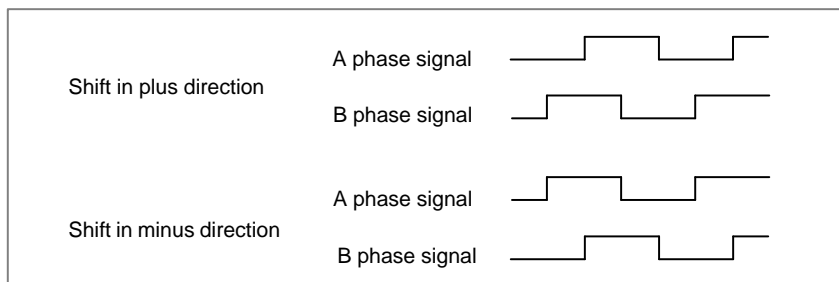 A phase signal
Shift in plus direction
B phase signal
A phase signal
Shift in minus direction
B phase signal